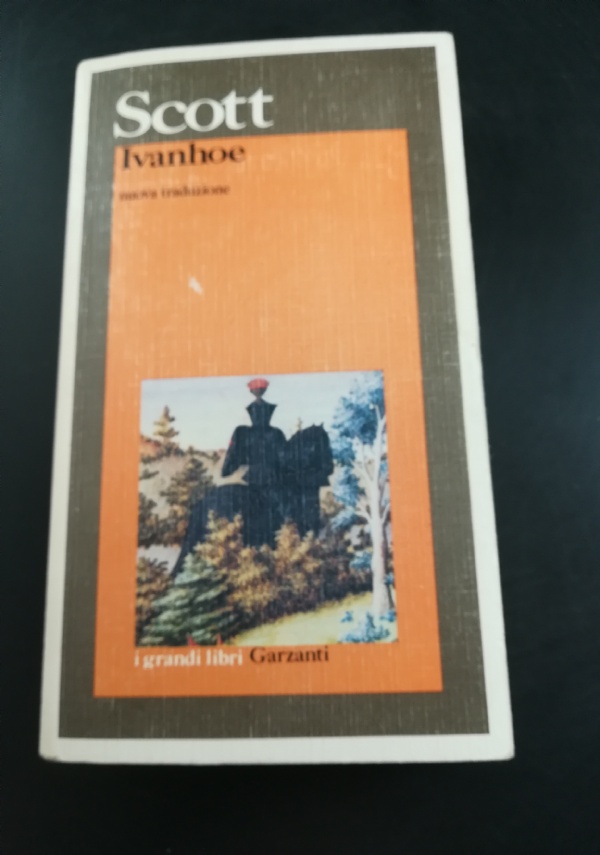 Scott
Ivanhoe
nuova traduzione
i grandi libri Garzanti